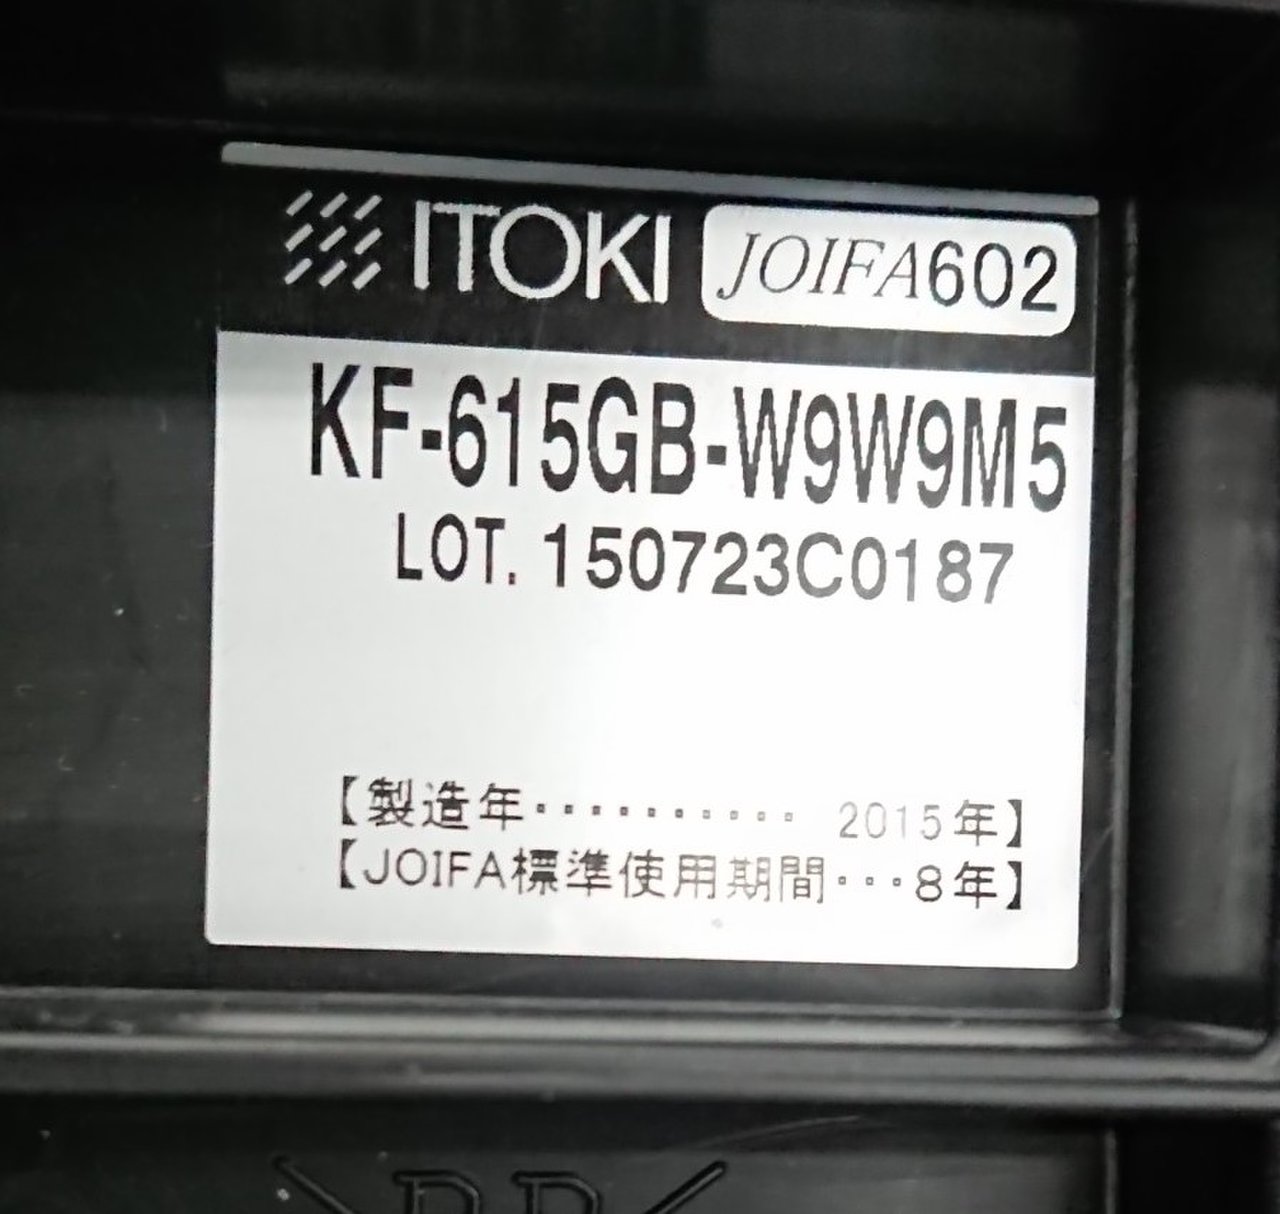 ITOKI JOIFA602
KF-615GB-W9W9M5
LOT. 150723C0187
【製造年·········· 2015年】
【JOIFA標準使用期間···8年】